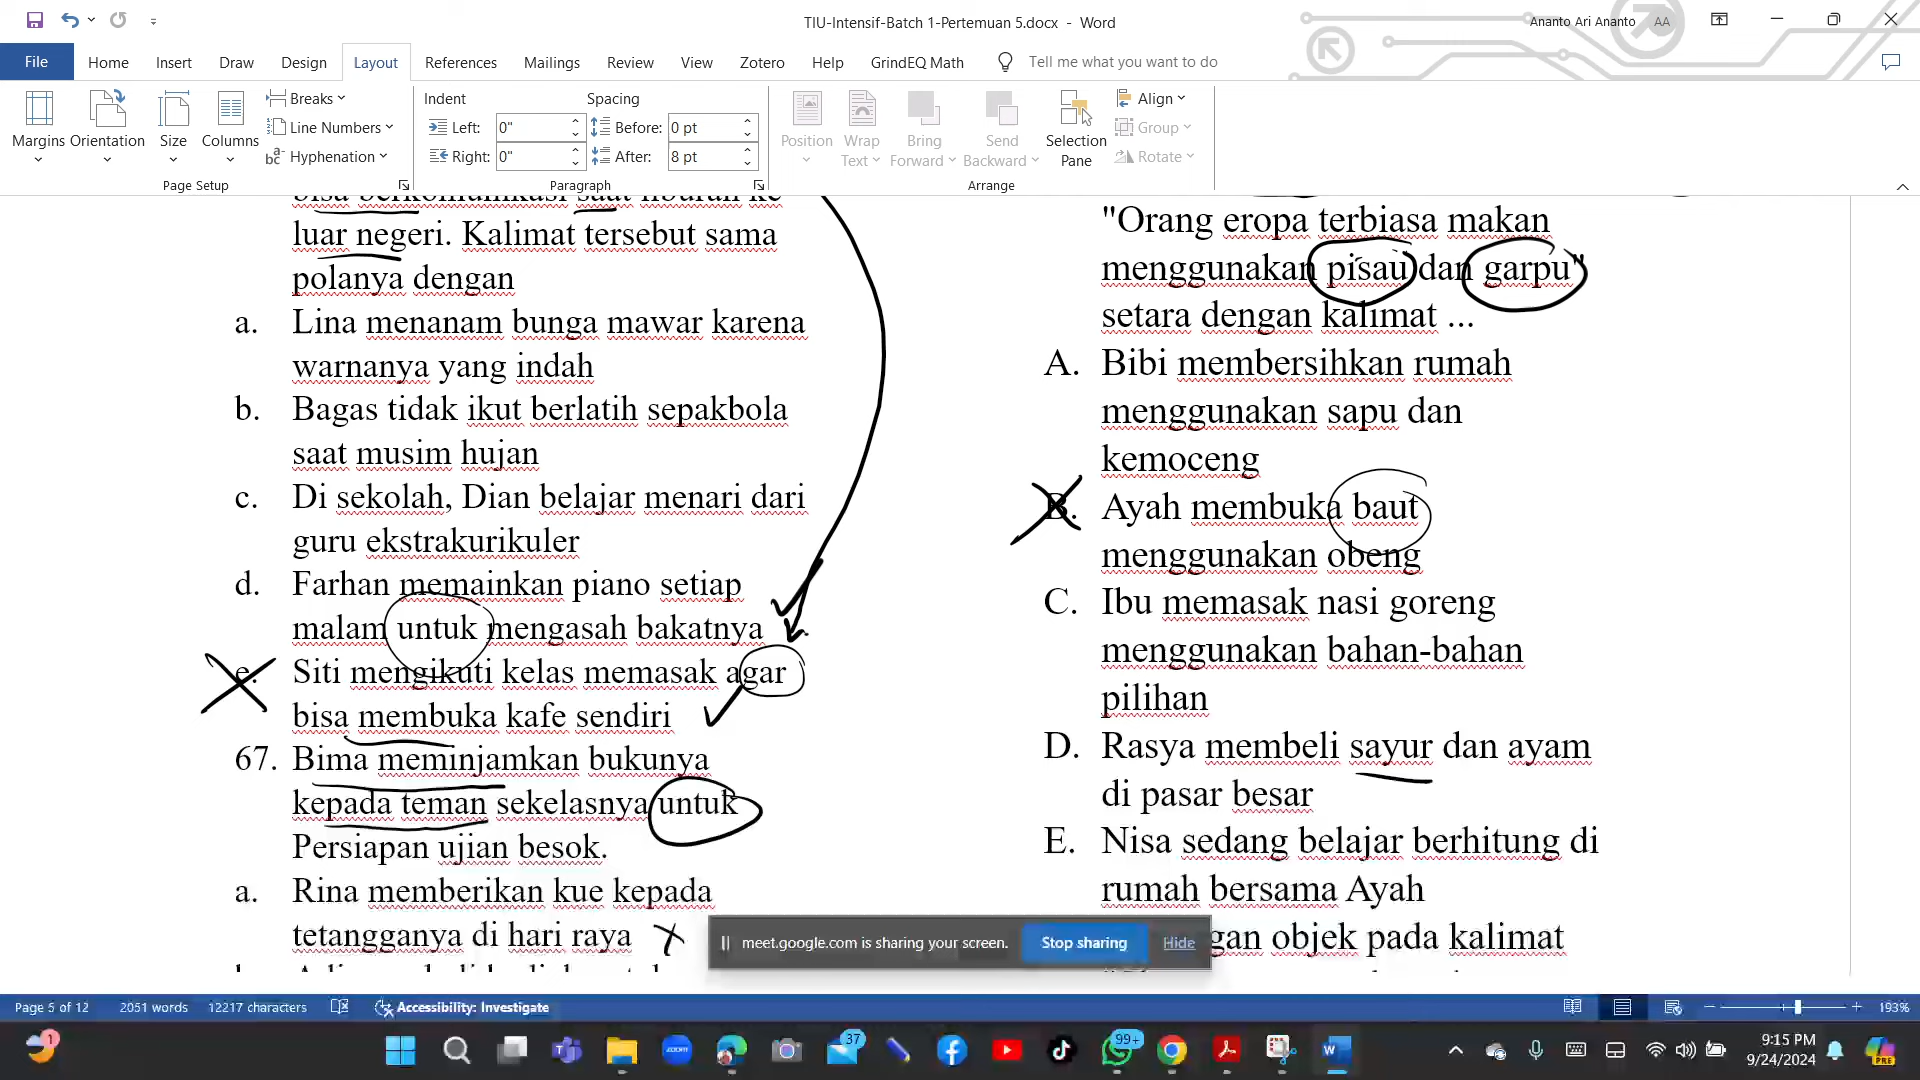 TIU-Intensif-Batch 1-Pertemuan 5.docx - Word
Ananto Ari Ananto
AA
File
Home
Insert
Draw
Design
Layout
References
Mailings
Review
View
Zotero
Help
GrindEQ Math
Tell me what you want to do
Margins
Orientation
Size
Columns
Breaks
Line Numbers
Hyphenation
Page Setup
Indent
Left: 0"
Right: 0"
Spacing
Before: 0 pt
After: 8 pt
Paragraph
Position
Wrap Text
Bring Forward
Send Backward
Selection Pane
Align
Group
Rotate
Arrange
bisa berkomunikasi saat liburan ke
luar negeri. Kalimat tersebut sama
polanya dengan
a. Lina menanam bunga mawar karena
warnanya yang indah
b. Bagas tidak ikut berlatih sepakbola
saat musim hujan
c. Di sekolah, Dian belajar menari dari
guru ekstrakurikuler
d. Farhan memainkan piano setiap
malam untuk mengasah bakatnya
e. Siti mengikuti kelas memasak agar
bisa membuka kafe sendiri
67. Bima meminjamkan bukunya
kepada teman sekelasnya untuk
Persiapan ujian besok.
a. Rina memberikan kue kepada
tetangganya di hari raya
"Orang eropa terbiasa makan
menggunakan pisau dan garpu"
setara dengan kalimat ...
A. Bibi membersihkan rumah
menggunakan sapu dan
kemoceng
B. Ayah membuka baut
menggunakan obeng
C. Ibu memasak nasi goreng
menggunakan bahan-bahan
pilihan
D. Rasya membeli sayur dan ayam
di pasar besar
E. Nisa sedang belajar berhitung di
rumah bersama Ayah
gan objek pada kalimat
meet.google.com is sharing your screen.
Stop sharing
Hide
Page 5 of 12
2051 words
12217 characters
Accessibility: Investigate
193%
1
zoom
37
99+
9:15 PM
9/24/2024
PRE